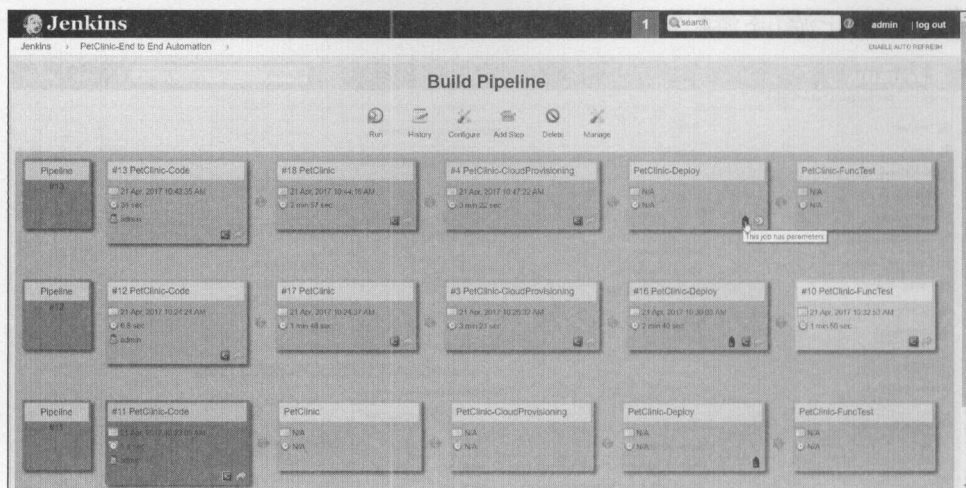 Jenkins
1
search
admin | log out
Jenkins › PetClinic-End to End Automation ›
ENABLE AUTO REFRESH
Build Pipeline
Run History Configure Add Step Delete Manage
Pipeline
#13
#13 PetClinic-Code
21 Apr, 2017 10:43:35 AM
24 sec
admin
#18 PetClinic
21 Apr, 2017 10:44:16 AM
2 min 57 sec
#4 PetClinic-CloudProvisioning
21 Apr, 2017 10:47:22 AM
3 min 22 sec
PetClinic-Deploy
N/A
N/A
This job has parameters
PetClinic-FuncTest
N/A
N/A
Pipeline
#12
#12 PetClinic-Code
21 Apr, 2017 10:24:21 AM
6.8 sec
admin
#17 PetClinic
21 Apr, 2017 10:24:37 AM
1 min 48 sec
#3 PetClinic-CloudProvisioning
21 Apr, 2017 10:26:32 AM
3 min 21 sec
#16 PetClinic-Deploy
21 Apr, 2017 10:30:03 AM
2 min 43 sec
#10 PetClinic-FuncTest
21 Apr, 2017 10:32:53 AM
1 min 56 sec
Pipeline
#11
#11 PetClinic-Code
21 Apr, 2017
admin
PetClinic
N/A
N/A
PetClinic-CloudProvisioning
N/A
N/A
PetClinic-Deploy
N/A
N/A
PetClinic-FuncTest
N/A
N/A